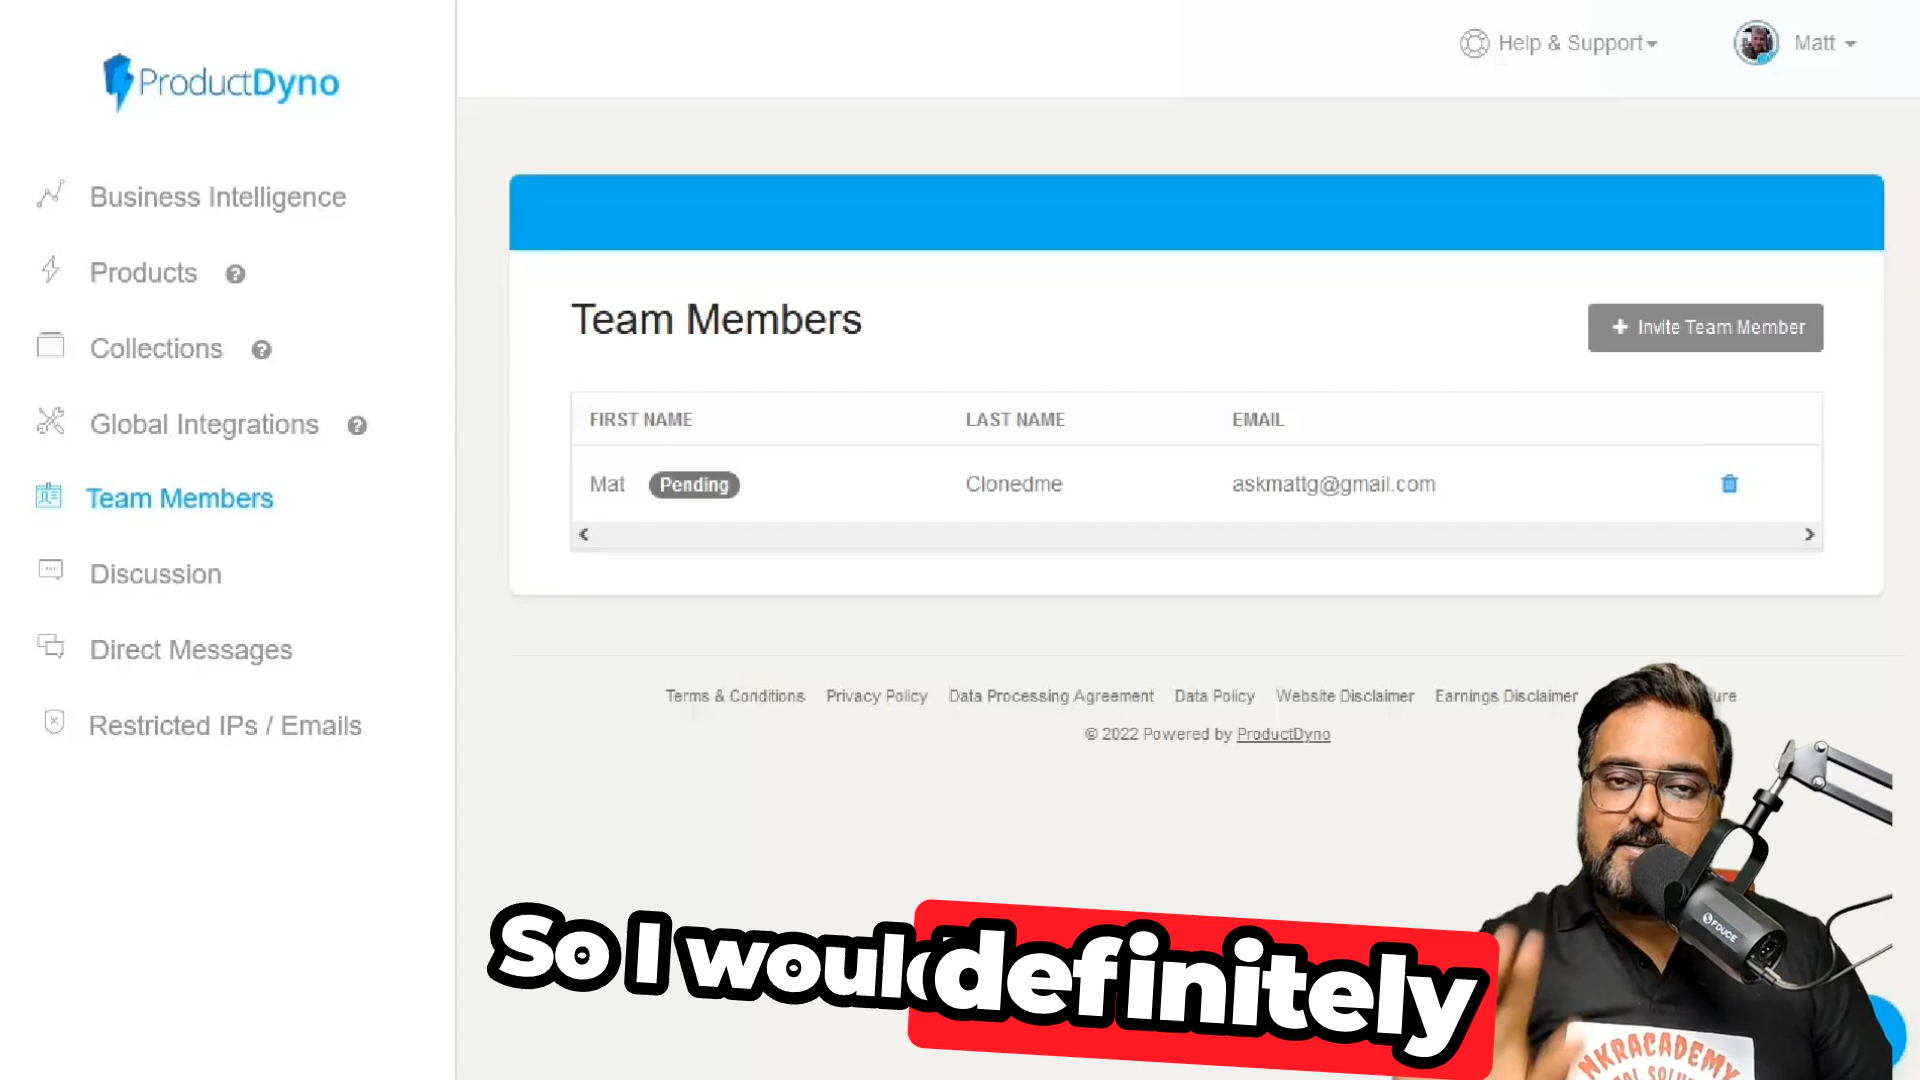 ProductDyno
Help & Support
Matt
Business Intelligence
Products
Collections
Global Integrations
Team Members
Discussion
Direct Messages
Restricted IPs / Emails
Team Members
+ Invite Team Member
FIRST NAME LAST NAME EMAIL
Mat Pending Clonedme askmattg@gmail.com
Terms & Conditions Privacy Policy Data Processing Agreement Data Policy Website Disclaimer Earnings Disclaimer
© 2022 Powered by ProductDyno
FDUCE
So I would definitely
NKRACADEMY